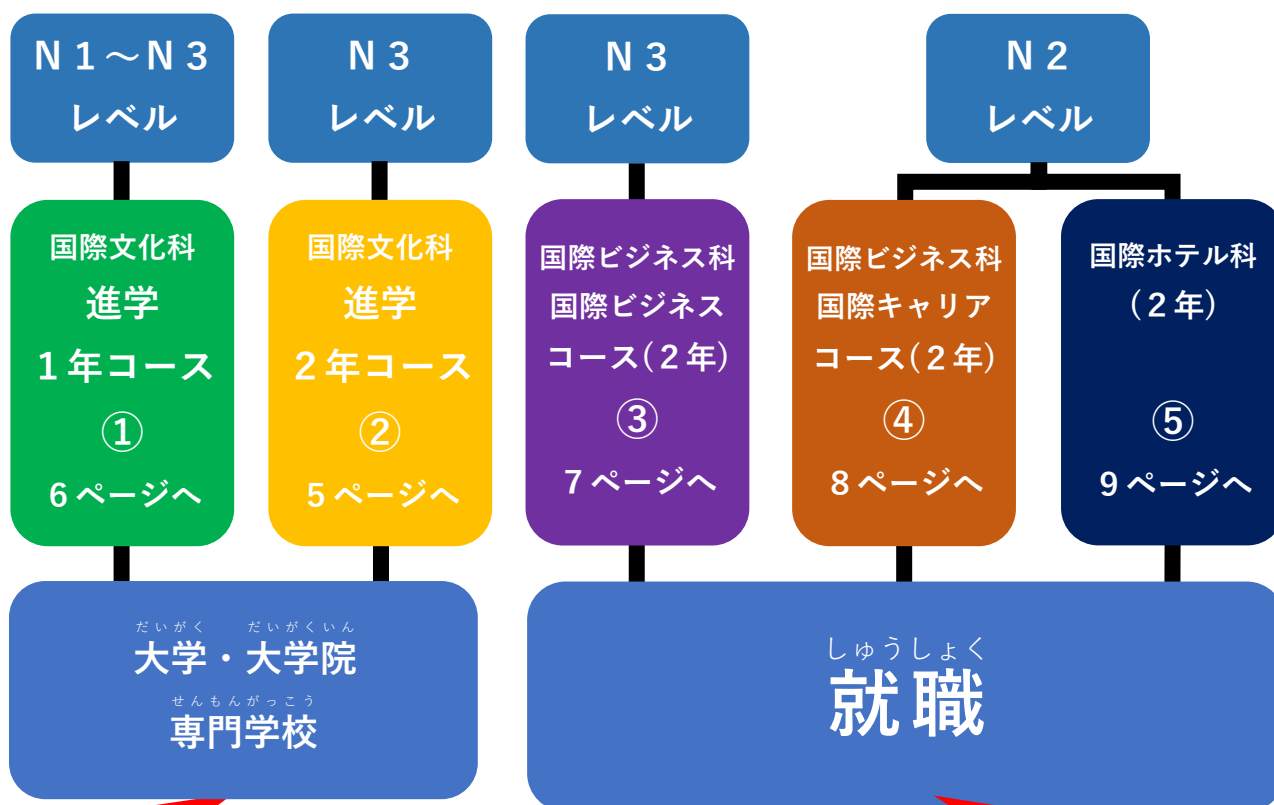 N１～N３
レベル
N３
レベル
N３
レベル
N２
レベル
国際文化科
進学
１年コース
①
６ページへ
国際文化科
進学
２年コース
②
５ページへ
国際ビジネス科
国際ビジネス
コース(２年)
③
７ページへ
国際ビジネス科
国際キャリア
コース(２年)
④
８ページへ
国際ホテル科
(２年)
⑤
９ページへ
だいがく だいがくいん
大学・大学院
せんもんがっこう
専門学校
しゅうしょく
就職